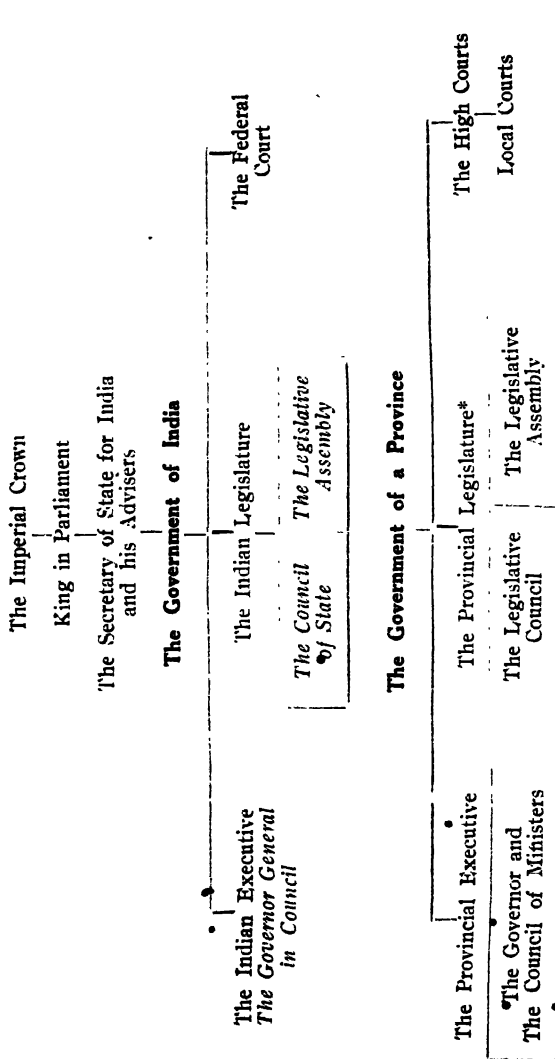 The Imperial Crown
King in Parliament
The Secretary of State for India
and his Advisers
The Government of India
The Indian Executive
The Governor General
in Council
The Indian Legislature
The Council
of State
The Legislative
Assembly
The Federal
Court
The Government of a Province
The Provincial Executive
The Governor and
The Council of Ministers
The Provincial Legislature*
The Legislative
Council
The Legislative
Assembly
The High Courts
Local Courts